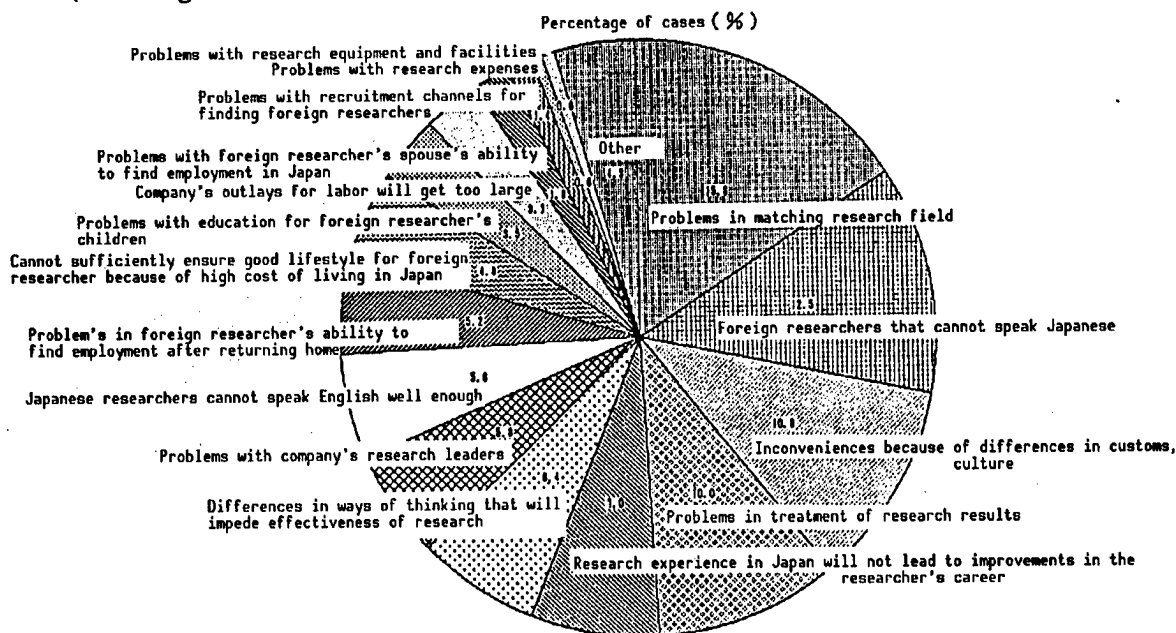 Percentage of cases (%)
Problems with research equipment and facilities
Problems with research expenses
Problems with recruitment channels for
finding foreign researchers
Other
Problems with foreign researcher's spouse's ability
to find employment in Japan
Company's outlays for labor will get too large
Problems in matching research field
Problems with education for foreign researcher's
children
Cannot sufficiently ensure good lifestyle for foreign
researcher because of high cost of living in Japan
2.5
Foreign researchers that cannot speak Japanese
5.2
Problem's in foreign researcher's ability to
find employment after returning home
Japanese researchers cannot speak English well enough
Problems with company's research leaders
Inconveniences because of differences in customs,
culture
10.0
Differences in ways of thinking that will
impede effectiveness of research
Problems in treatment of research results
Research experience in Japan will not lead to improvements in the
researcher's career